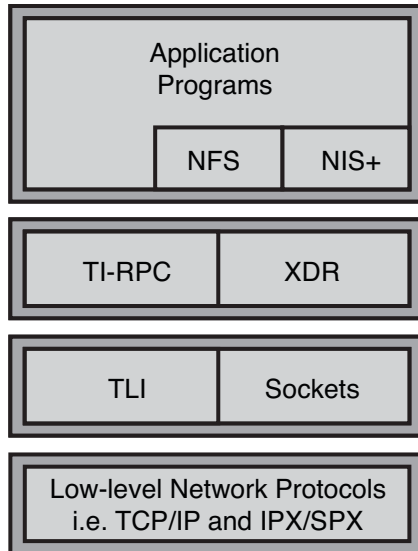 Application
Programs
NFS NIS+
TI-RPC XDR
TLI Sockets
Low-level Network Protocols
i.e. TCP/IP and IPX/SPX